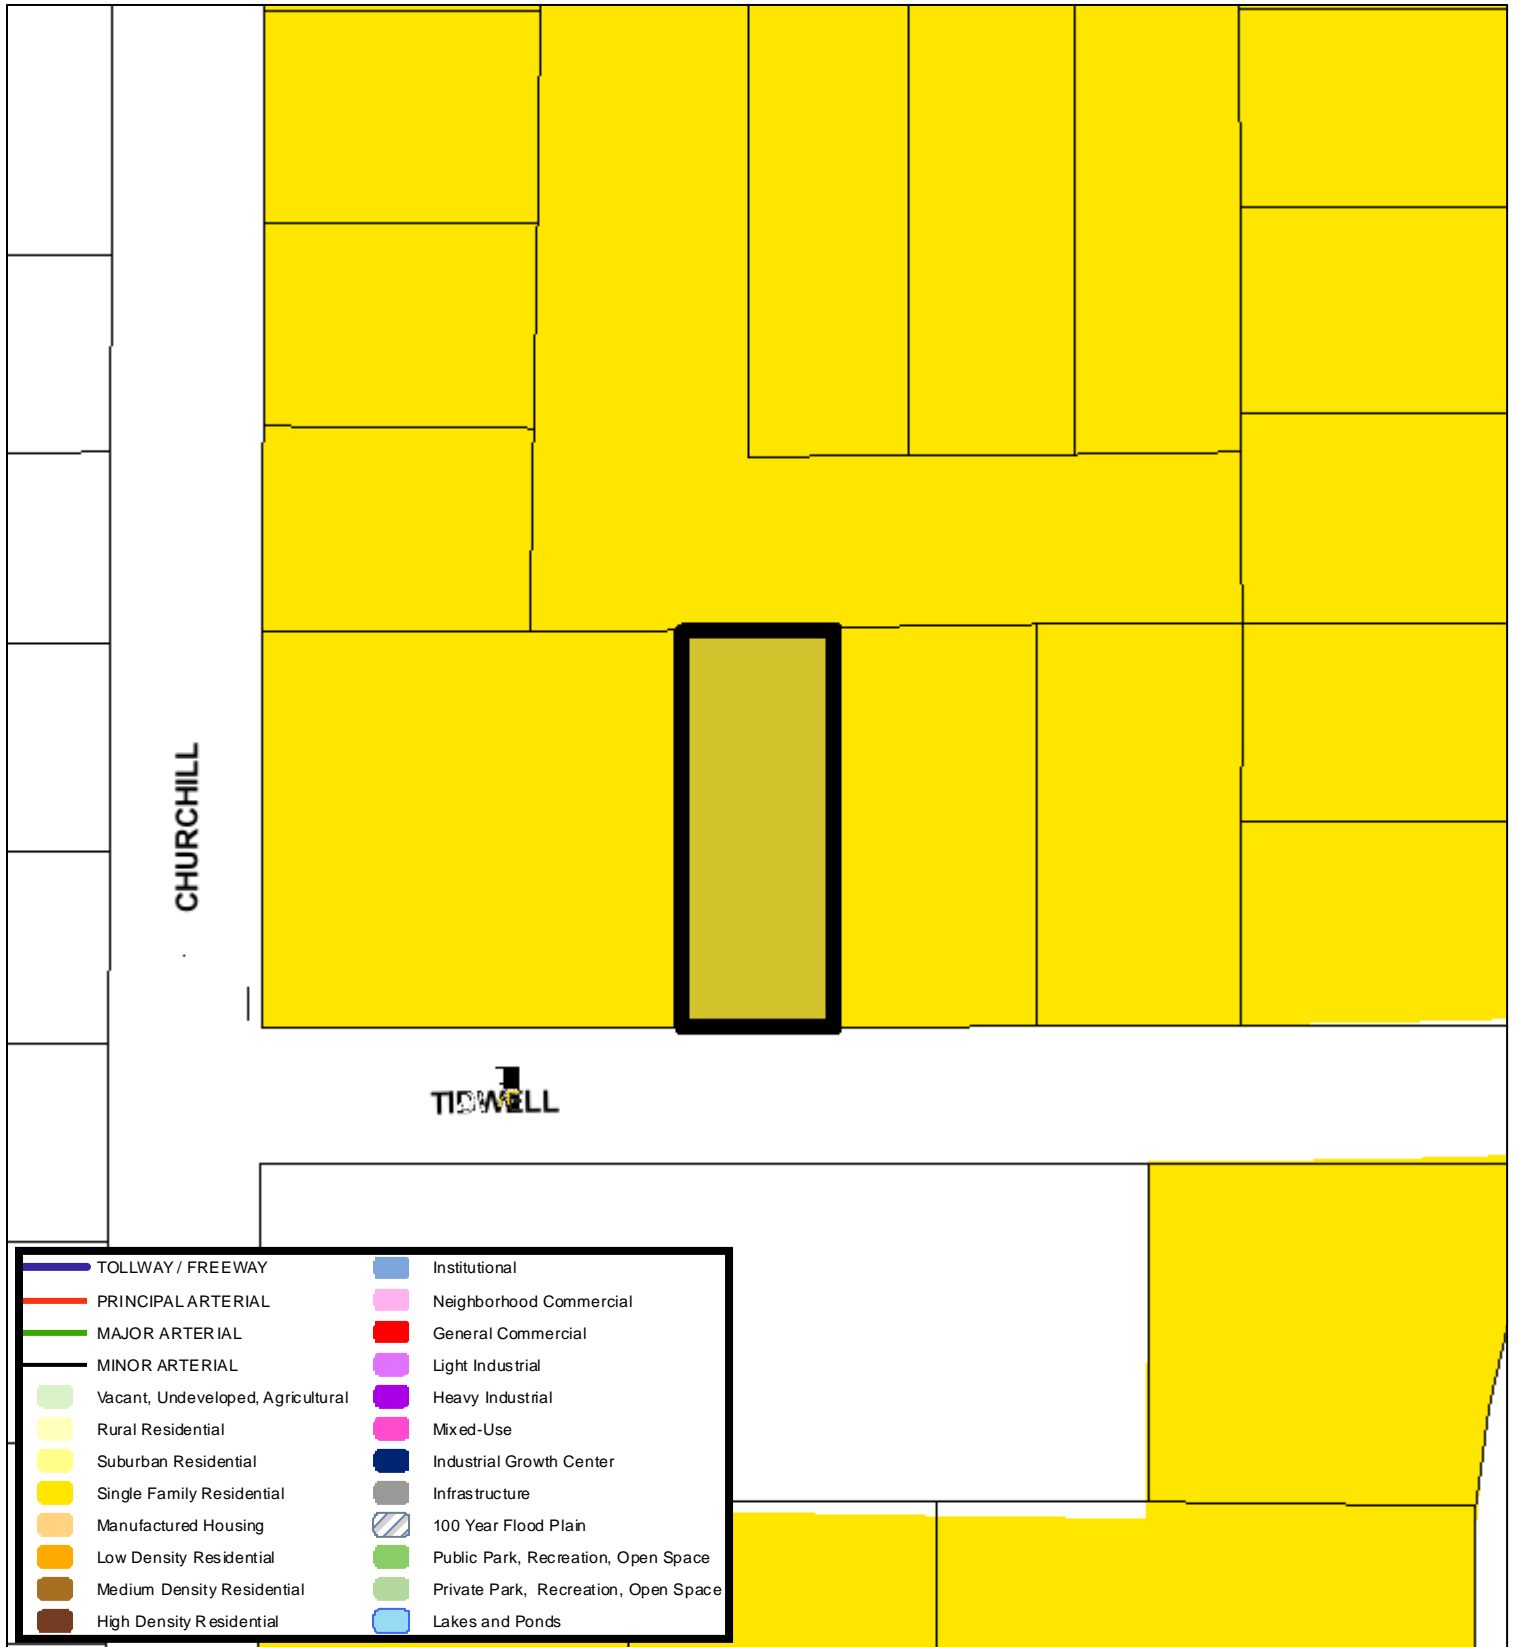 CHURCHILL
TIDWELL
TOLLWAY / FREEWAY
PRINCIPAL ARTERIAL
MAJOR ARTERIAL
MINOR ARTERIAL
Vacant, Undeveloped, Agricultural
Rural Residential
Suburban Residential
Single Family Residential
Manufactured Housing
Low Density Residential
Medium Density Residential
High Density Residential
Institutional
Neighborhood Commercial
General Commercial
Light Industrial
Heavy Industrial
Mixed-Use
Industrial Growth Center
Infrastructure
100 Year Flood Plain
Public Park, Recreation, Open Space
Private Park, Recreation, Open Space
Lakes and Ponds